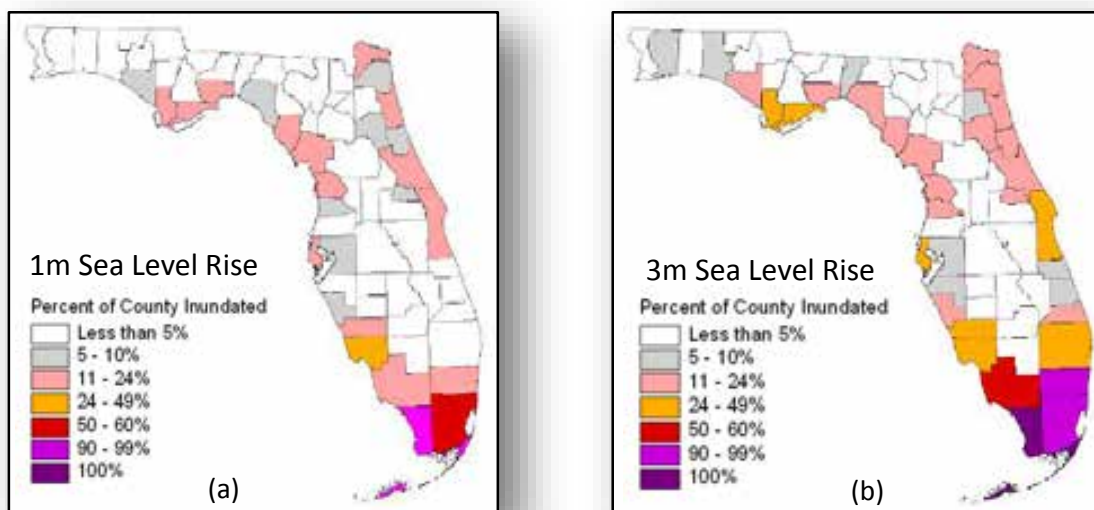 1m Sea Level Rise
Percent of County Inundated
Less than 5%
5 - 10%
11 - 24%
24 - 49%
50 - 60%
90 - 99%
100%
(a)
3m Sea Level Rise
Percent of County Inundated
Less than 5%
5 - 10%
11 - 24%
24 - 49%
50 - 60%
90 - 99%
100%
(b)